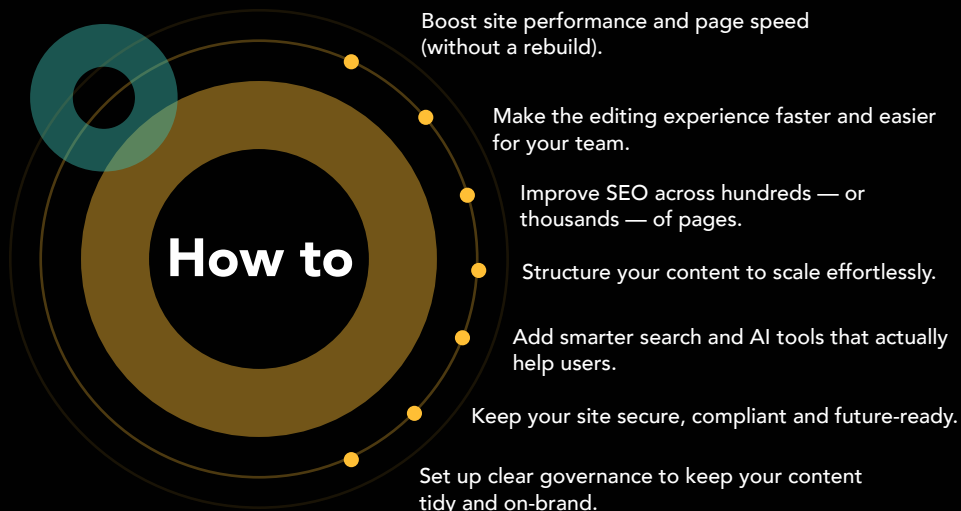 Boost site performance and page speed
(without a rebuild).
Make the editing experience faster and easier
for your team.
Improve SEO across hundreds — or
thousands — of pages.
How to
Structure your content to scale effortlessly.
Add smarter search and AI tools that actually
help users.
Keep your site secure, compliant and future-ready.
Set up clear governance to keep your content
tidy and on-brand.